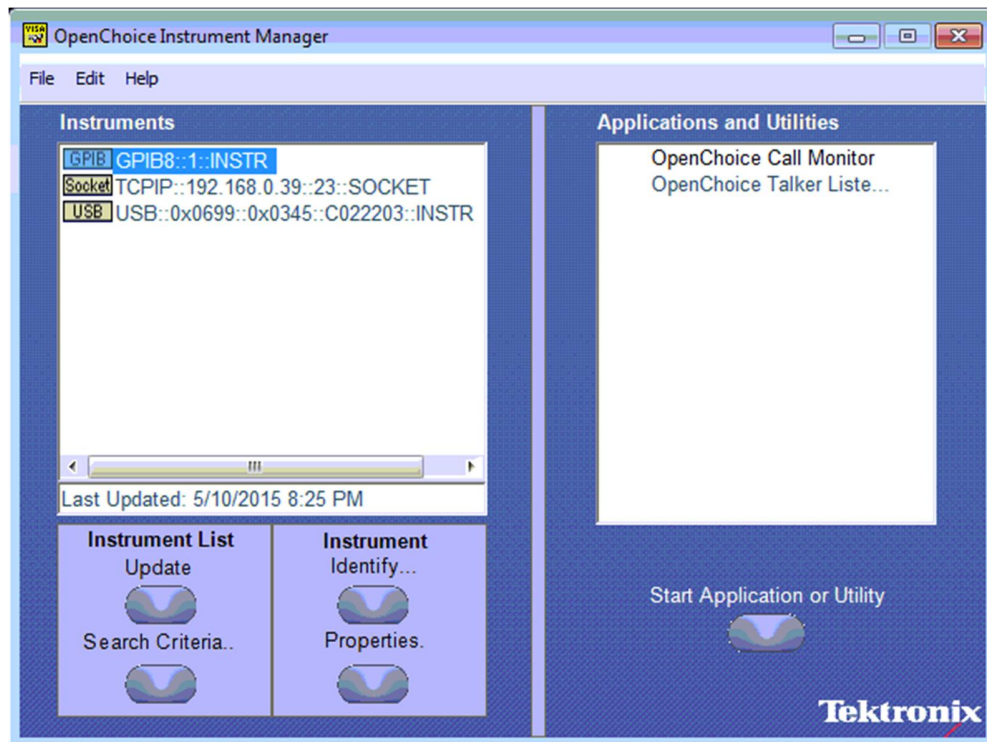 VISA
OpenChoice Instrument Manager
File Edit Help
Instruments
GPIB GPIB8::1::INSTR
Socket TCPIP::192.168.0.39::23::SOCKET
USB USB::0x0699::0x0345::C022203::INSTR
Last Updated: 5/10/2015 8:25 PM
Instrument List
Update
Search Criteria..
Instrument
Identify...
Properties.
Applications and Utilities
OpenChoice Call Monitor
OpenChoice Talker Liste...
Start Application or Utility
Tektronix